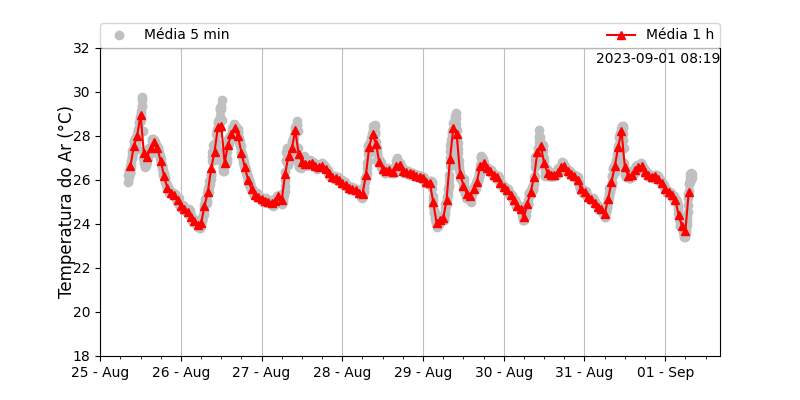 Média 5 min
Média 1 h
2023-09-01 08:19
Temperatura do Ar (°C)
32
30
28
26
24
22
20
18
25 - Aug
26 - Aug
27 - Aug
28 - Aug
29 - Aug
30 - Aug
31 - Aug
01 - Sep